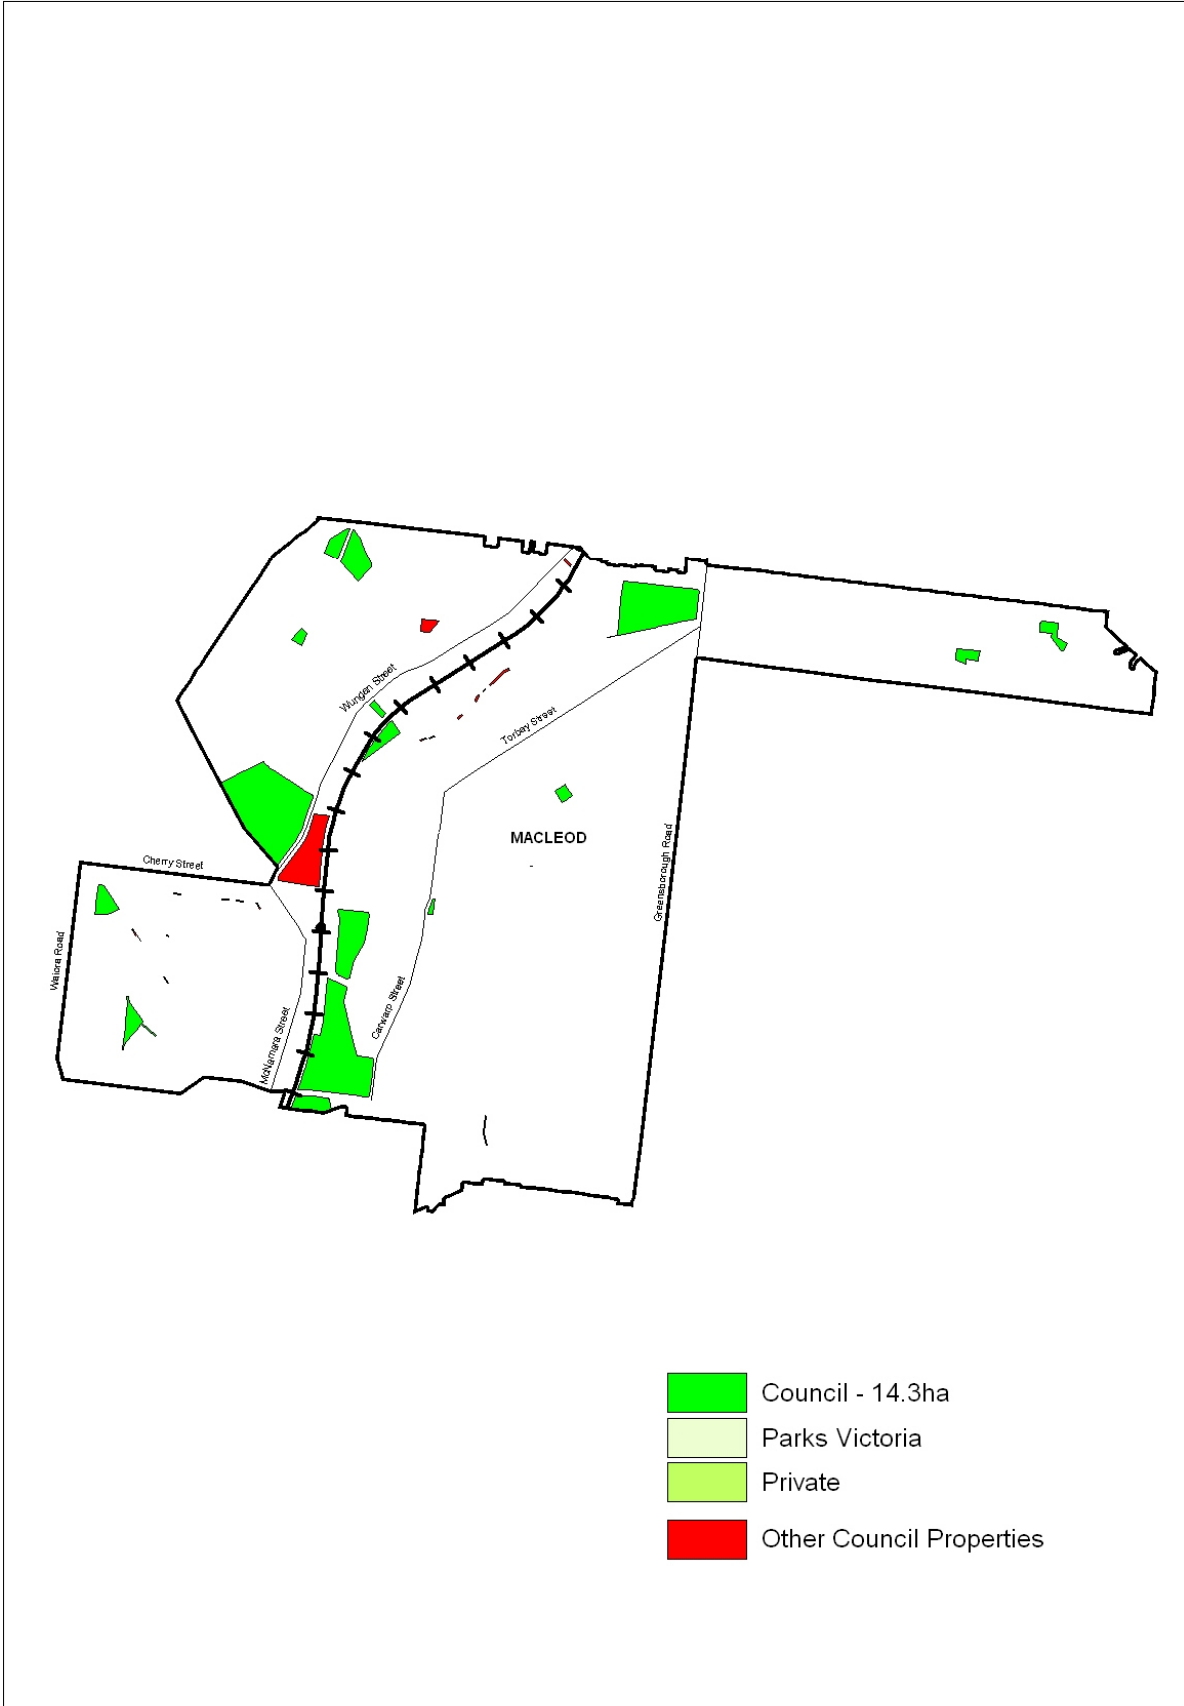 Wungan Street
Torbay Street
MACLEOD
Cherry Street
Greensborough Road
Waiora Road
Carwarp Street
McNamara Street
Council - 14.3ha
Parks Victoria
Private
Other Council Properties